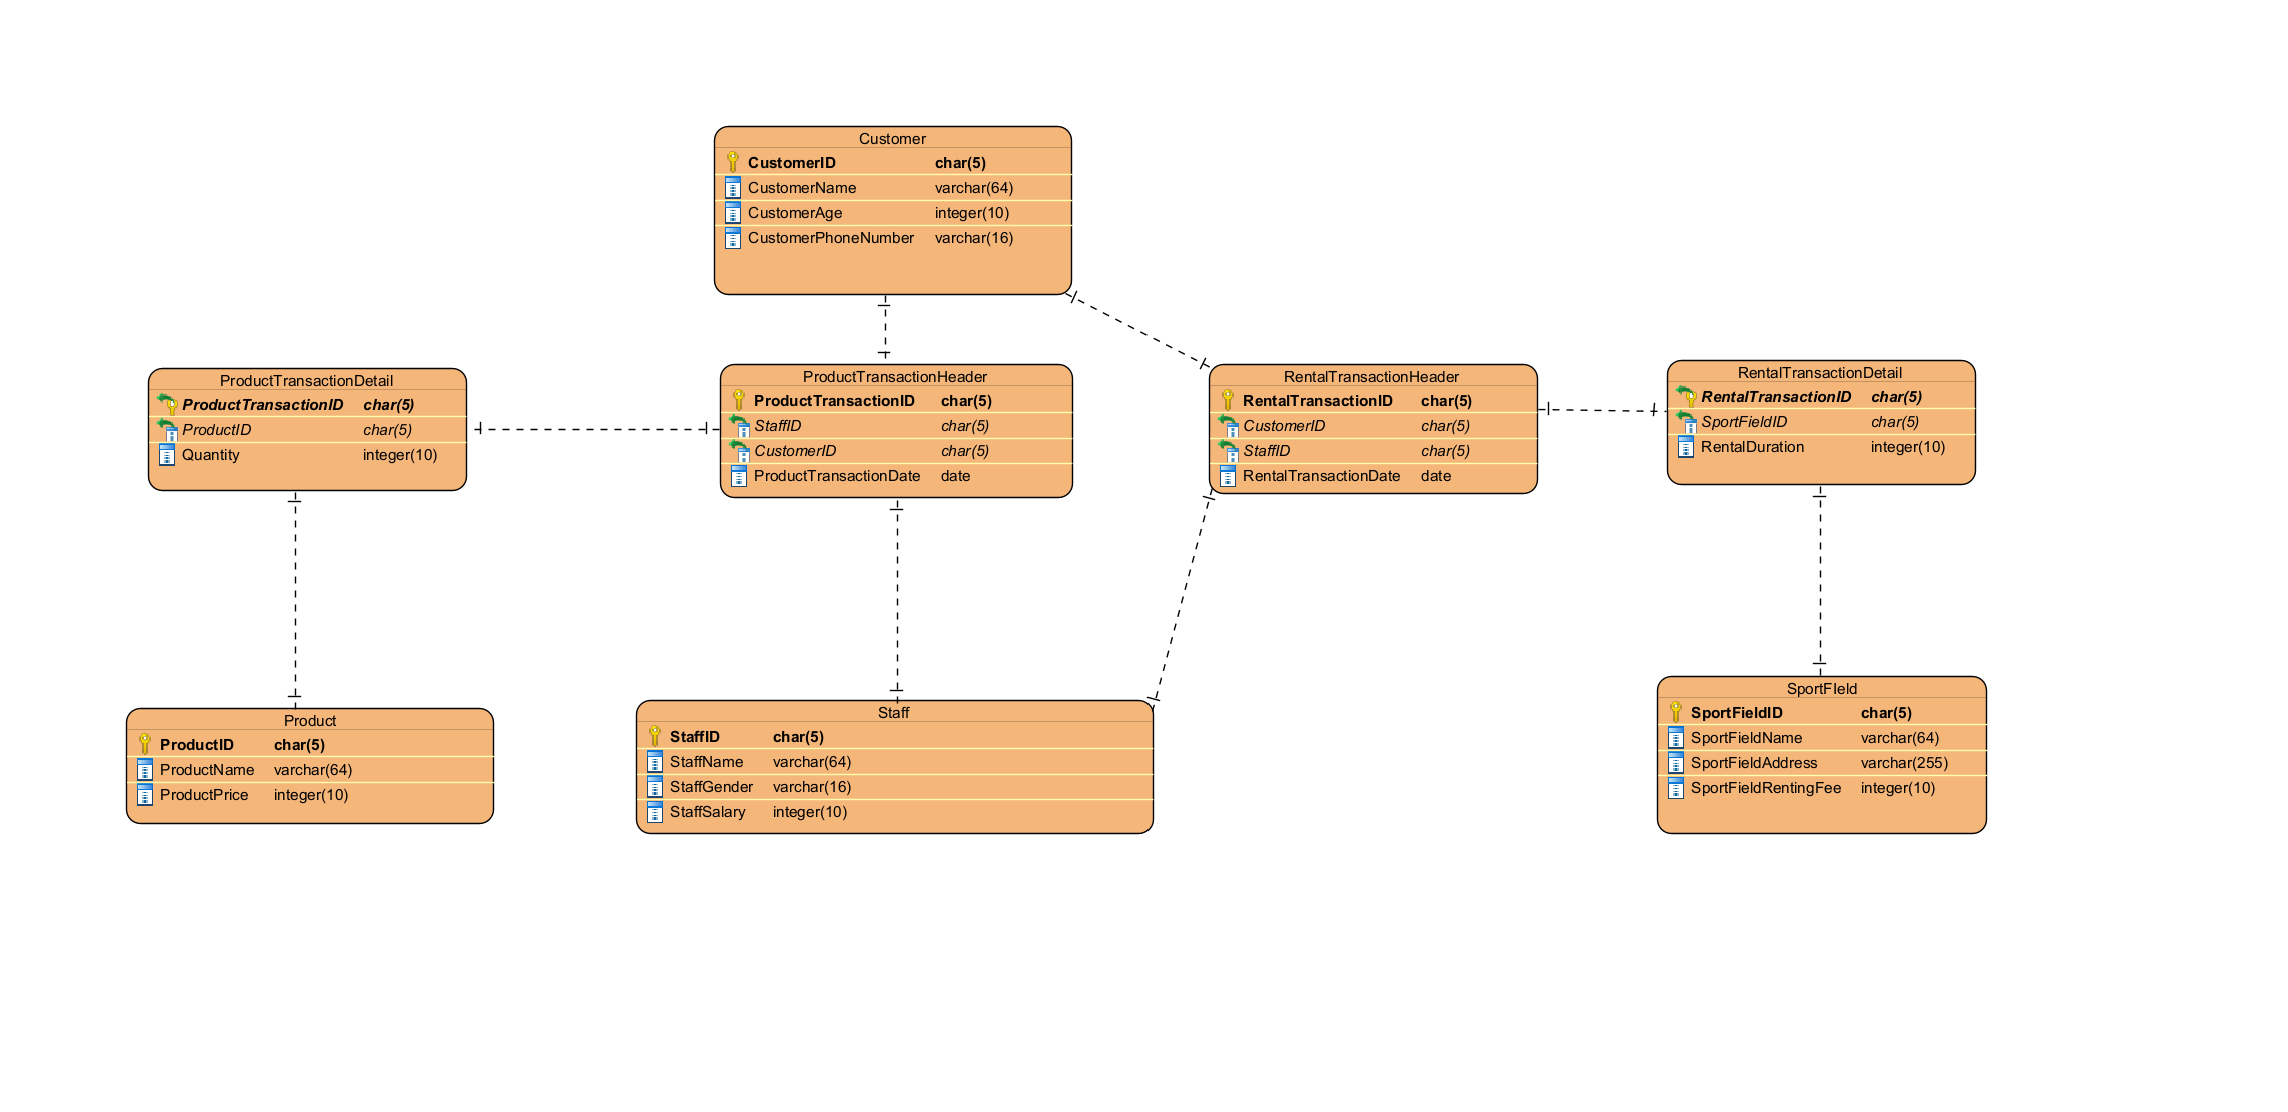 Customer
CustomerID char(5)
CustomerName varchar(64)
CustomerAge integer(10)
CustomerPhoneNumber varchar(16)
ProductTransactionDetail
ProductTransactionID char(5)
ProductID char(5)
Quantity integer(10)
ProductTransactionHeader
ProductTransactionID char(5)
StaffID char(5)
CustomerID char(5)
ProductTransactionDate date
RentalTransactionHeader
RentalTransactionID char(5)
CustomerID char(5)
StaffID char(5)
RentalTransactionDate date
RentalTransactionDetail
RentalTransactionID char(5)
SportFieldID char(5)
RentalDuration integer(10)
Product
ProductID char(5)
ProductName varchar(64)
ProductPrice integer(10)
Staff
StaffID char(5)
StaffName varchar(64)
StaffGender varchar(16)
StaffSalary integer(10)
SportFIeld
SportFieldID char(5)
SportFieldName varchar(64)
SportFieldAddress varchar(255)
SportFieldRentingFee integer(10)